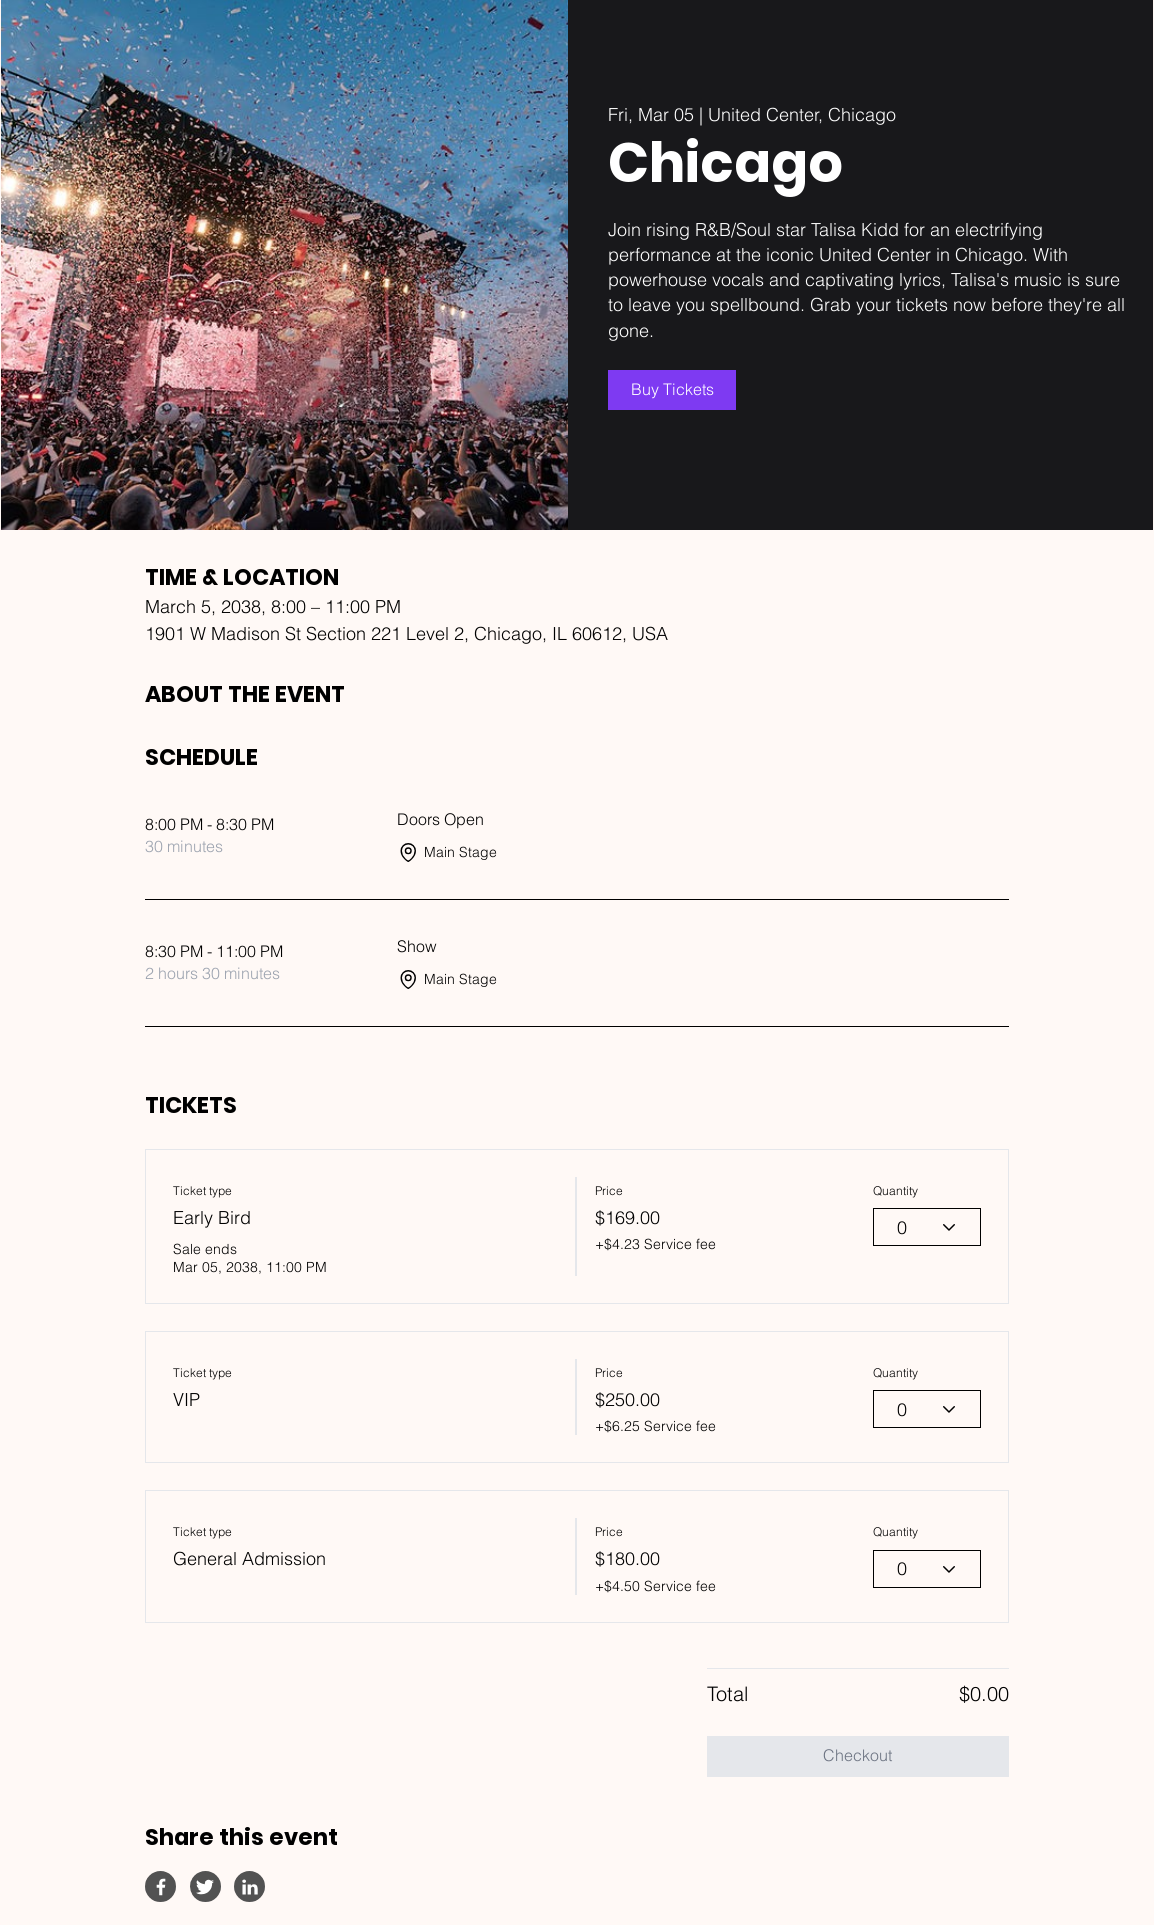 Fri, Mar 05 | United Center, Chicago
Chicago
Join rising R&B/Soul star Talisa Kidd for an electrifying
performance at the iconic United Center in Chicago. With
powerhouse vocals and captivating lyrics, Talisa's music is sure
to leave you spellbound. Grab your tickets now before they're all
gone.
Buy Tickets
TIME & LOCATION
March 5, 2038, 8:00 – 11:00 PM
1901 W Madison St Section 221 Level 2, Chicago, IL 60612, USA
ABOUT THE EVENT
SCHEDULE
8:00 PM - 8:30 PM
30 minutes
Doors Open
Main Stage
8:30 PM - 11:00 PM
2 hours 30 minutes
Show
Main Stage
TICKETS
Ticket type
Early Bird
Sale ends
Mar 05, 2038, 11:00 PM
Price
$169.00
+$4.23 Service fee
Quantity
0
Ticket type
VIP
Price
$250.00
+$6.25 Service fee
Quantity
0
Ticket type
General Admission
Price
$180.00
+$4.50 Service fee
Quantity
0
Total $0.00
Checkout
Share this event